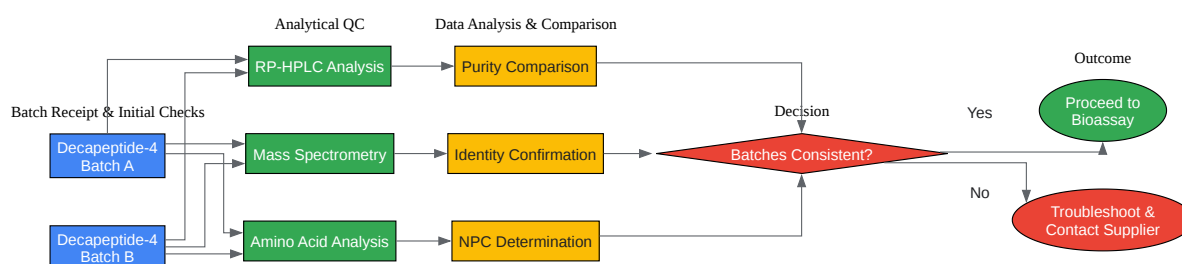 Analytical QC
Data Analysis & Comparison
RP-HPLC Analysis
Purity Comparison
Outcome
Batch Receipt & Initial Checks
Decision
Yes
Proceed to
Bioassay
Decapeptide-4
Batch A
Mass Spectrometry
Identity Confirmation
Batches Consistent?
No
Troubleshoot &
Contact Supplier
Decapeptide-4
Batch B
Amino Acid Analysis
NPC Determination